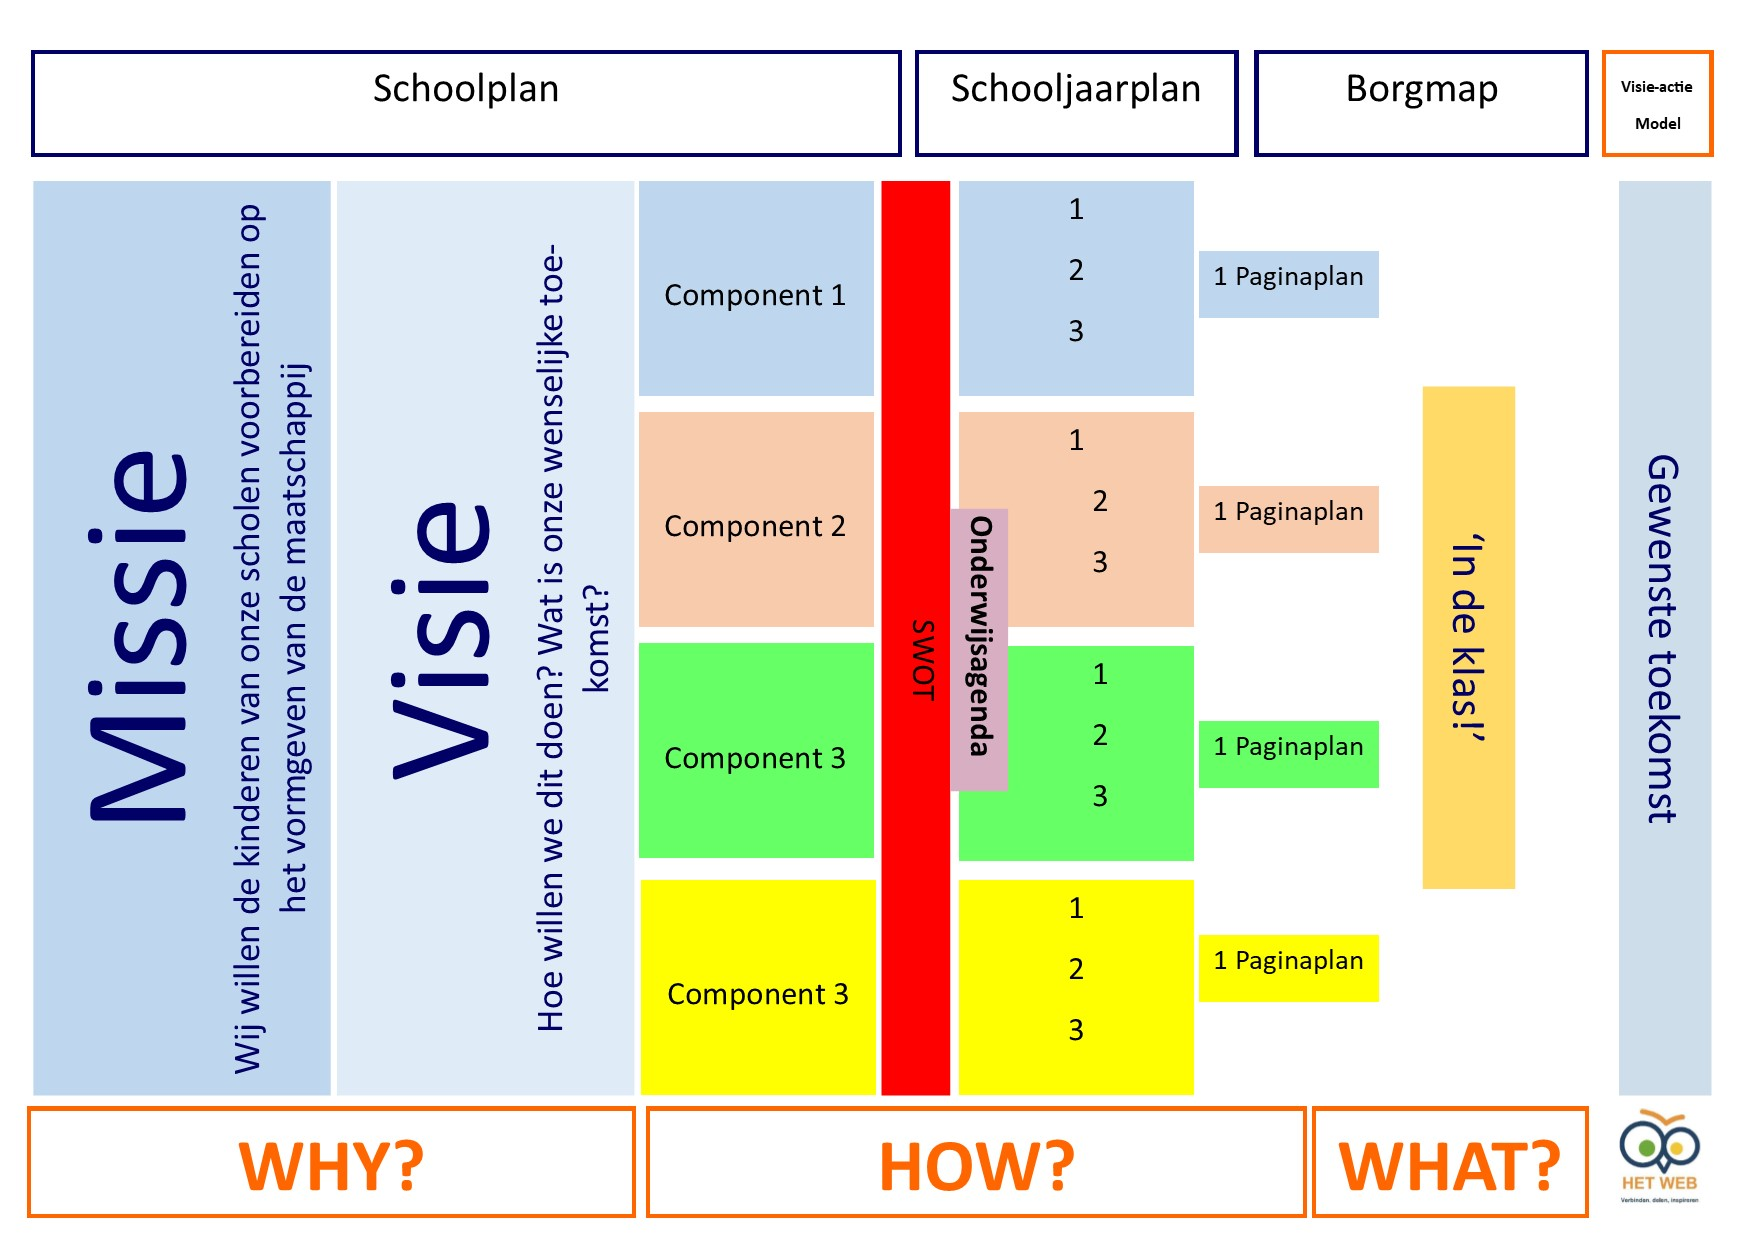 Schoolplan
Schooljaarplan
Borgmap
Visie-actie
Model
Missie
Wij willen de kinderen van onze scholen voorbereiden op
het vormgeven van de maatschappij
Visie
Hoe willen we dit doen? Wat is onze wenselijke toe-
komst?
Component 1
Component 2
Component 3
Component 3
SWOT
Onderwijsagenda
1
2
3
1
2
3
1
2
3
1
2
3
1 Paginaplan
1 Paginaplan
1 Paginaplan
1 Paginaplan
‘In de klas!’
Gewenste toekomst
WHY?
HOW?
WHAT?
HET WEB
Verbinden, delen, inspireren